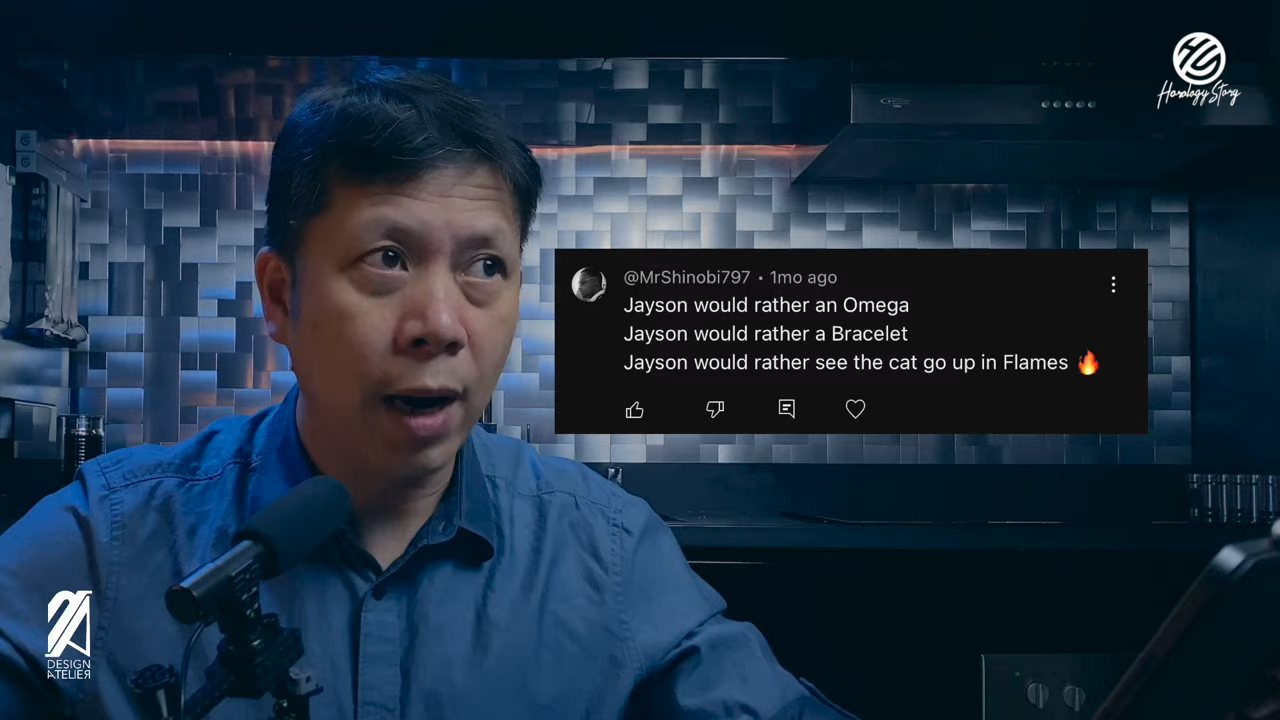 Horology Story
@MrShinobi797 • 1mo ago
Jayson would rather an Omega
Jayson would rather a Bracelet
Jayson would rather see the cat go up in Flames 🔥
DESIGN
ATELIER